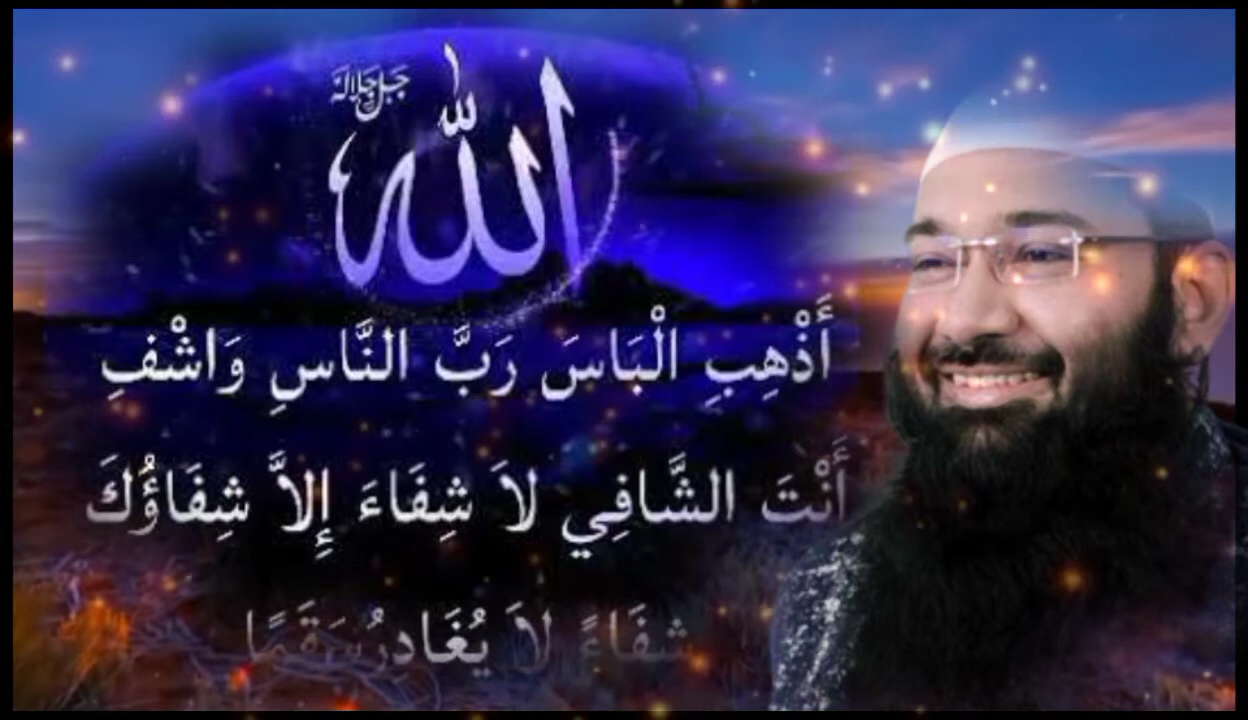 الله
جل جلاله
أَذْهِبِ الْبَاسَ رَبَّ النَّاسِ وَاشْفِ
أَنْتَ الشَّافِي لاَ شِفَاءَ إِلاَّ شِفَاؤُكَ
شِفَاءً لاَ يُغَادِرُ سَقَمًا